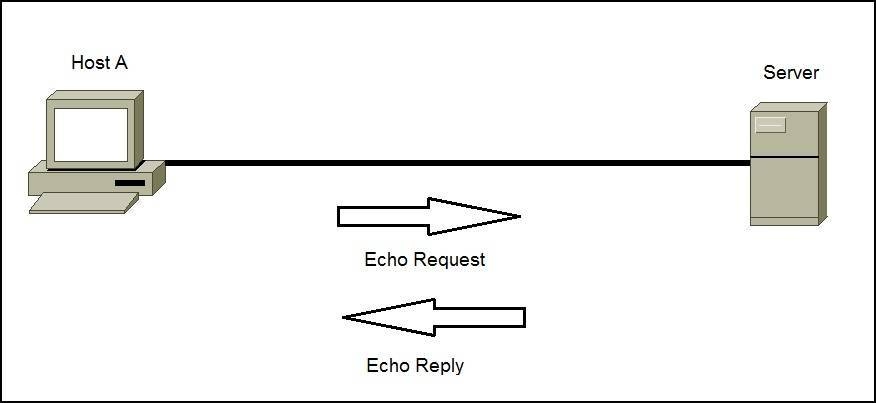 Host A
Server
Echo Request
Echo Reply